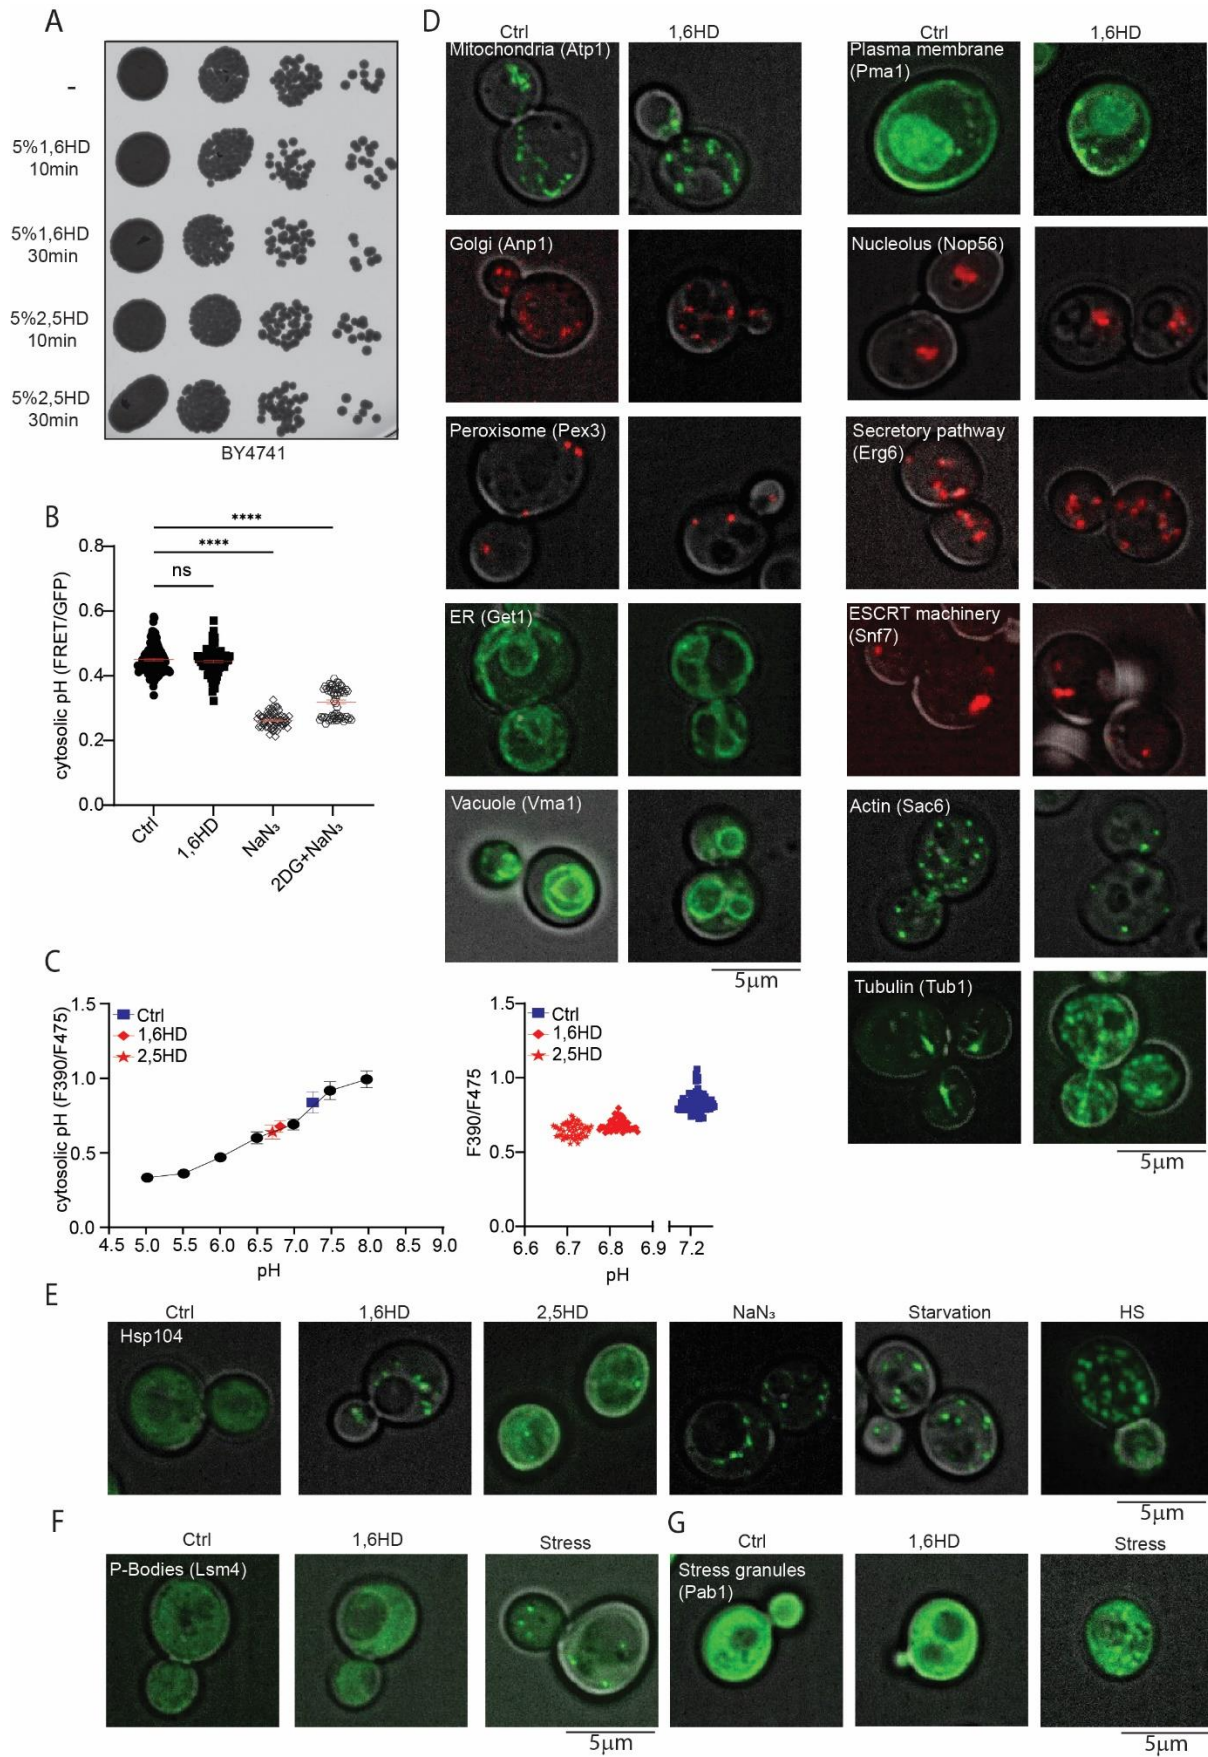 A
-
5%1,6HD
10min
5%1,6HD
30min
5%2,5HD
10min
5%2,5HD
30min
BY4741
B
****
****
ns
cytosolic pH (FRET/GFP)
0.8
0.6
0.4
0.2
0.0
Ctrl
1,6HD
NaN₃
2DG+NaN₃
C
cytosolic pH (F390/F475)
1.5
1.0
0.5
0.0
Ctrl
1,6HD
2,5HD
4.5 5.0 5.5 6.0 6.5 7.0 7.5 8.0 8.5 9.0
pH
F390/F475
1.5
1.0
0.5
0.0
Ctrl
1,6HD
2,5HD
6.6 6.7 6.8 6.9 7.2
pH
D
Ctrl 1,6HD
Mitochondria (Atp1)
Golgi (Anp1)
Peroxisome (Pex3)
ER (Get1)
Vacuole (Vma1)
5µm
Ctrl 1,6HD
Plasma membrane
(Pma1)
Nucleolus (Nop56)
Secretory pathway
(Erg6)
ESCRT machinery
(Snf7)
Actin (Sac6)
Tubulin (Tub1)
5µm
E
Ctrl 1,6HD 2,5HD NaN₃ Starvation HS
Hsp104
5µm
F
Ctrl 1,6HD Stress
P-Bodies (Lsm4)
5µm
G
Ctrl 1,6HD Stress
Stress granules
(Pab1)
5µm